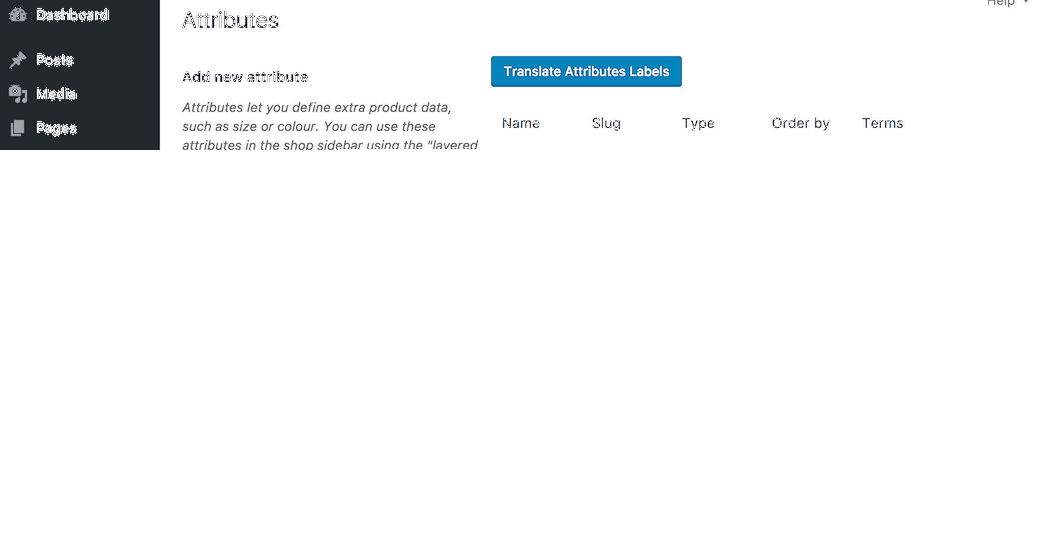 Dashboard
Posts
Media
Pages
Help
Attributes
Add new attribute
Attributes let you define extra product data,
such as size or colour. You can use these
attributes in the shop sidebar using the "layered
Translate Attributes Labels
Name Slug Type Order by Terms